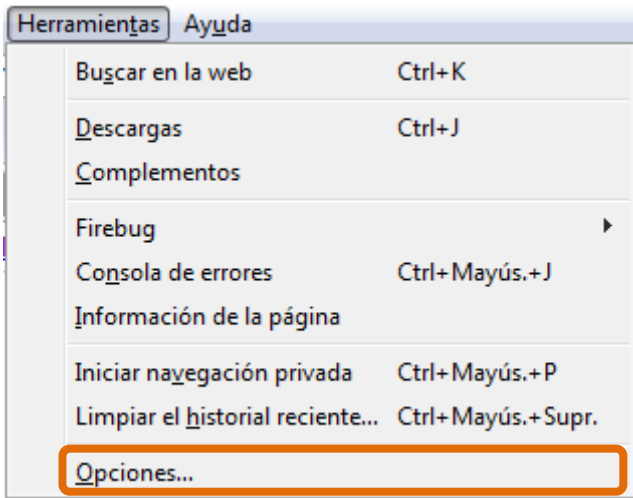 Herramientas Ayuda
Buscar en la web Ctrl+K
Descargas Ctrl+J
Complementos
Firebug
Consola de errores Ctrl+Mayús.+J
Información de la página
Iniciar navegación privada Ctrl+Mayús.+P
Limpiar el historial reciente... Ctrl+Mayús.+Supr.
Opciones...